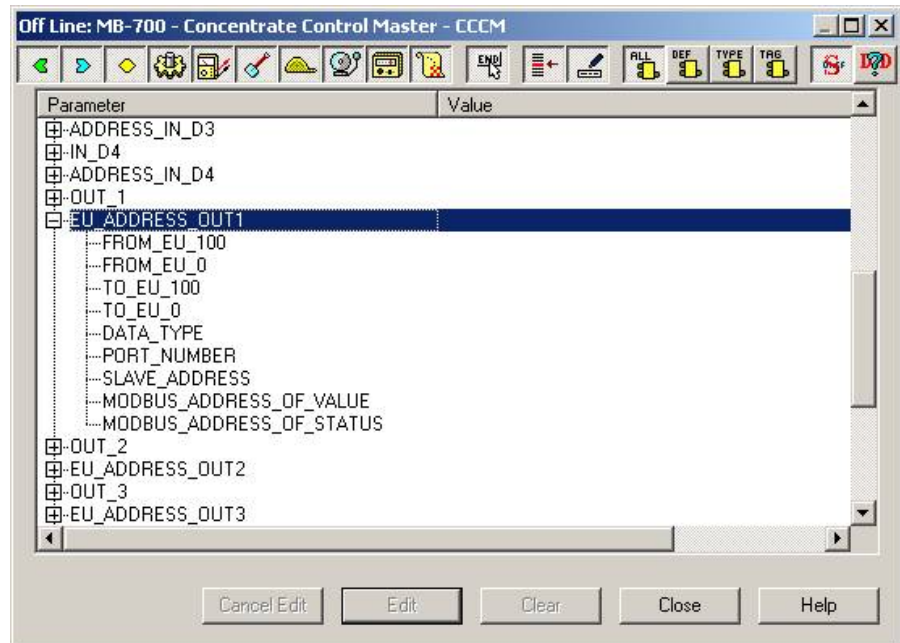 Off Line: MB-700 - Concentrate Control Master - CCCM
END ALL DEF TYPE TAG
Parameter Value
ADDRESS_IN_D3
IN_D4
ADDRESS_IN_D4
OUT_1
EU_ADDRESS_OUT1
FROM_EU_100
FROM_EU_0
TO_EU_100
TO_EU_0
DATA_TYPE
PORT_NUMBER
SLAVE_ADDRESS
MODBUS_ADDRESS_OF_VALUE
MODBUS_ADDRESS_OF_STATUS
OUT_2
EU_ADDRESS_OUT2
OUT_3
EU_ADDRESS_OUT3
Cancel Edit Edit Clear Close Help